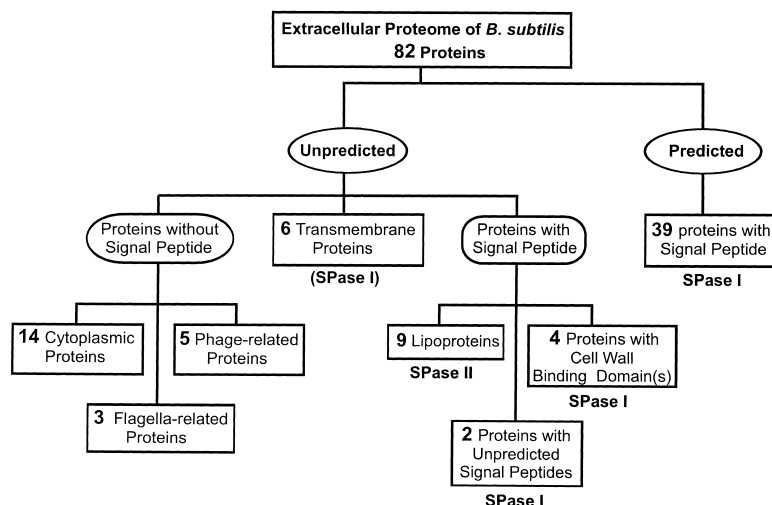 Extracellular Proteome of B. subtilis
82 Proteins
Unpredicted
Predicted
Proteins without
Signal Peptide
6 Transmembrane
Proteins
(SPase I)
Proteins with
Signal Peptide
39 proteins with
Signal Peptide
SPase I
14 Cytoplasmic
Proteins
5 Phage-related
Proteins
3 Flagella-related
Proteins
9 Lipoproteins
SPase II
4 Proteins with
Cell Wall
Binding Domain(s)
SPase I
2 Proteins with
Unpredicted
Signal Peptides
SPase I